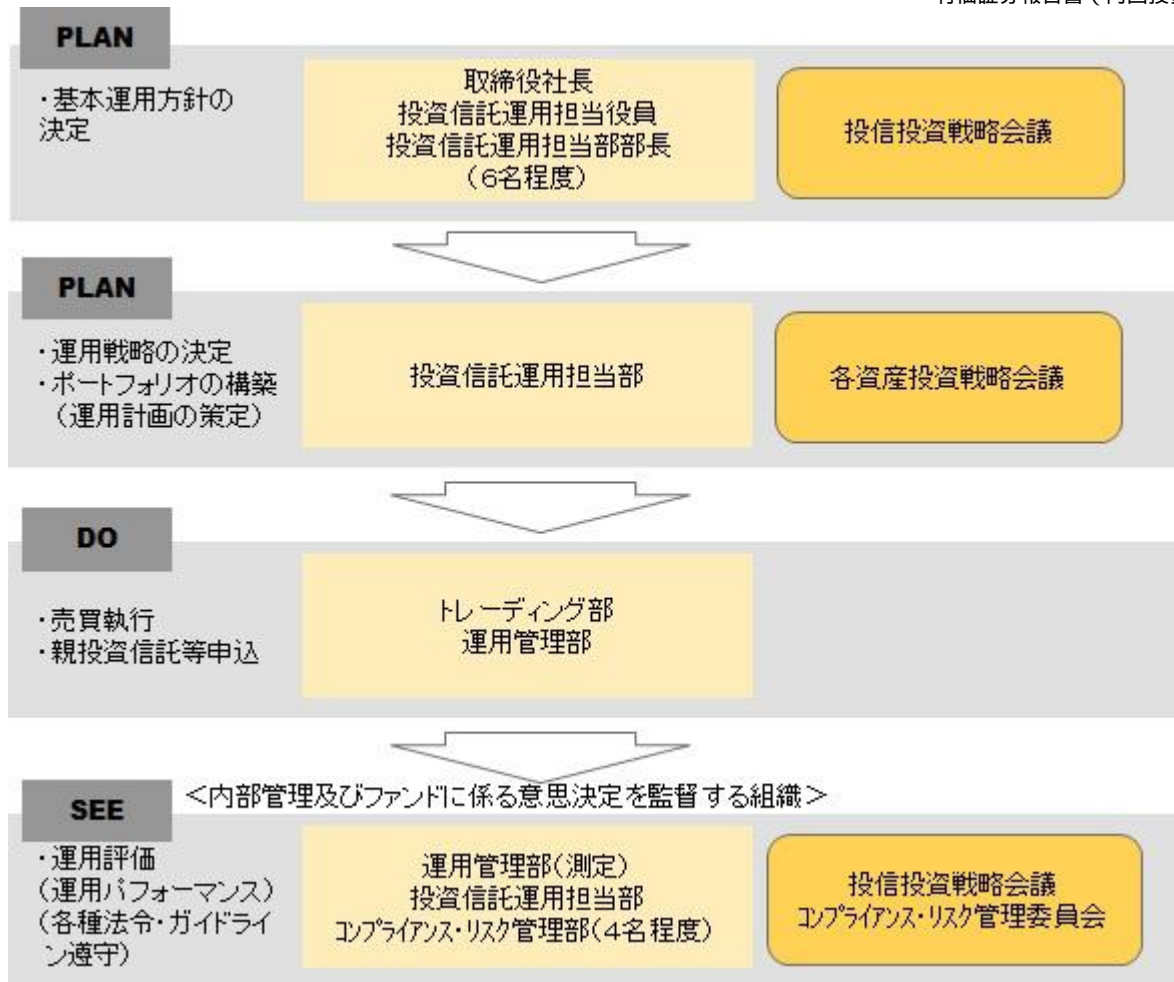 PLAN
・基本運用方針の
決定
取締役社長
投資信託運用担当役員
投資信託運用担当部部長
(6名程度)
投信投資戦略会議
PLAN
・運用戦略の決定
・ポートフォリオの構築
(運用計画の策定)
投資信託運用担当部
各資産投資戦略会議
DO
・売買執行
・親投資信託等申込
トレーディング部
運用管理部
SEE
<内部管理及びファンドに係る意思決定を監督する組織>
・運用評価
(運用パフォーマンス)
(各種法令・ガイドライ
ン遵守)
運用管理部(測定)
投資信託運用担当部
コンプライアンス・リスク管理部(4名程度)
投信投資戦略会議
コンプライアンス・リスク管理委員会